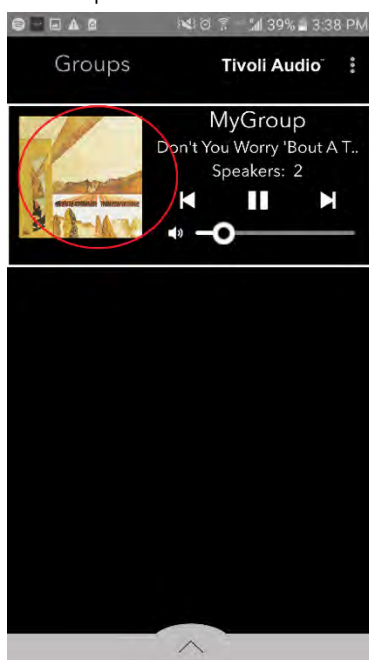 39% 3:38 PM
Groups
Tivoli Audio
MyGroup
Don't You Worry 'Bout A T..
Speakers: 2